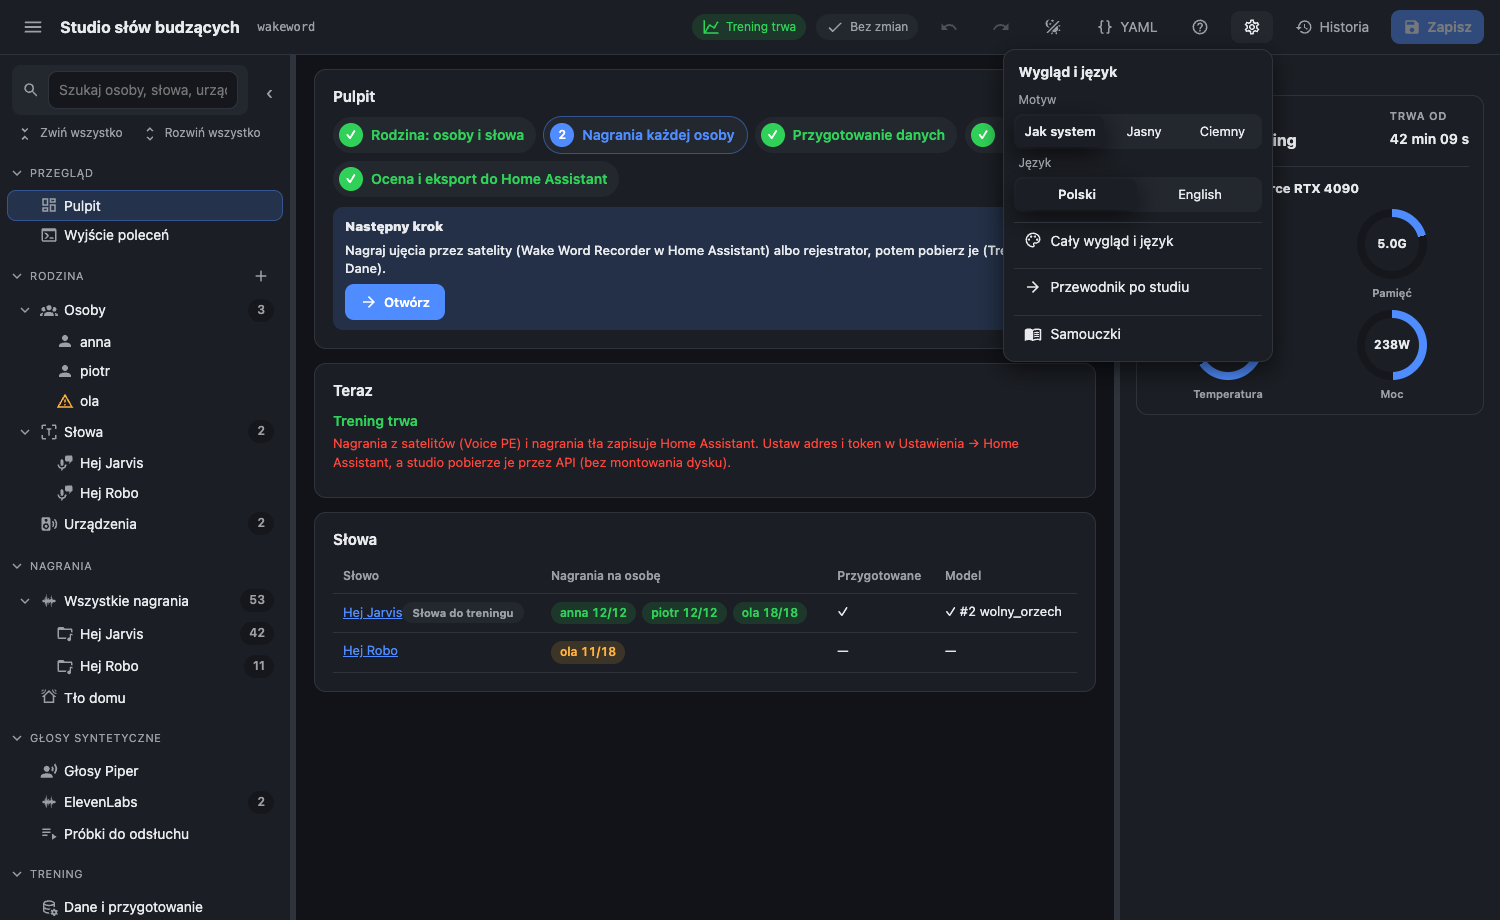 Studio słów budzących
wakeword
Trening trwa
Bez zmian
{} YAML
Historia
Zapisz
Szukaj osoby, słowa, urząd
Zwiń wszystko
Rozwiń wszystko
PRZEGLĄD
Pulpit
Wyjście poleceń
RODZINA
Osoby 3
anna
piotr
ola
Słowa 2
Hej Jarvis
Hej Robo
Urządzenia 2
NAGRANIA
Wszystkie nagrania 53
Hej Jarvis 42
Hej Robo 11
Tło domu
GŁOSY SYNTETYCZNE
Głosy Piper
ElevenLabs 2
Próbki do odsłuchu
TRENING
Dane i przygotowanie
Pulpit
Rodzina: osoby i słowa
2 Nagrania każdej osoby
Przygotowanie danych
Ocena i eksport do Home Assistant
Następny krok
Nagraj ujęcia przez satelity (Wake Word Recorder w Home Assistant) albo rejestrator, potem pobierz je (Tre
Dane).
Otwórz
Teraz
Trening trwa
Nagrania z satelitów (Voice PE) i nagrania tła zapisuje Home Assistant. Ustaw adres i token w Ustawienia → Home
Assistant, a studio pobierze je przez API (bez montowania dysku).
Słowa
Słowo Nagrania na osobę Przygotowane Model
Hej Jarvis Słowa do treningu anna 12/12 piotr 12/12 ola 18/18 ✓ ✓ #2 wolny_orzech
Hej Robo ola 11/18 — —
Wygląd i język
Motyw
Jak system Jasny Ciemny
Język
Polski English
Cały wygląd i język
Przewodnik po studiu
Samouczki
TRWA OD
ing 42 min 09 s
rce RTX 4090
5.0G
Pamięć
238W
Temperatura
Moc